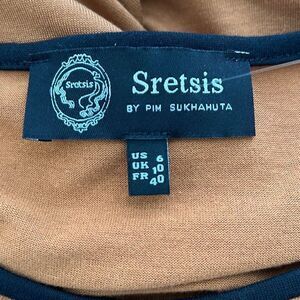 Sretsis
Sretsis
BY PIM SUKHAHUTA
US 6
UK 10
FR 40